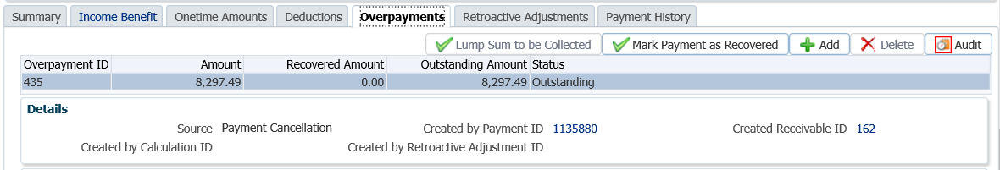 Summary Income Benefit Onetime Amounts Deductions Overpayments Retroactive Adjustments Payment History
Lump Sum to be Collected Mark Payment as Recovered Add Delete Audit
Overpayment ID Amount Recovered Amount Outstanding Amount Status
435 8,297.49 0.00 8,297.49 Outstanding
Details
Source Payment Cancellation Created by Payment ID 1135880 Created Receivable ID 162
Created by Calculation ID Created by Retroactive Adjustment ID